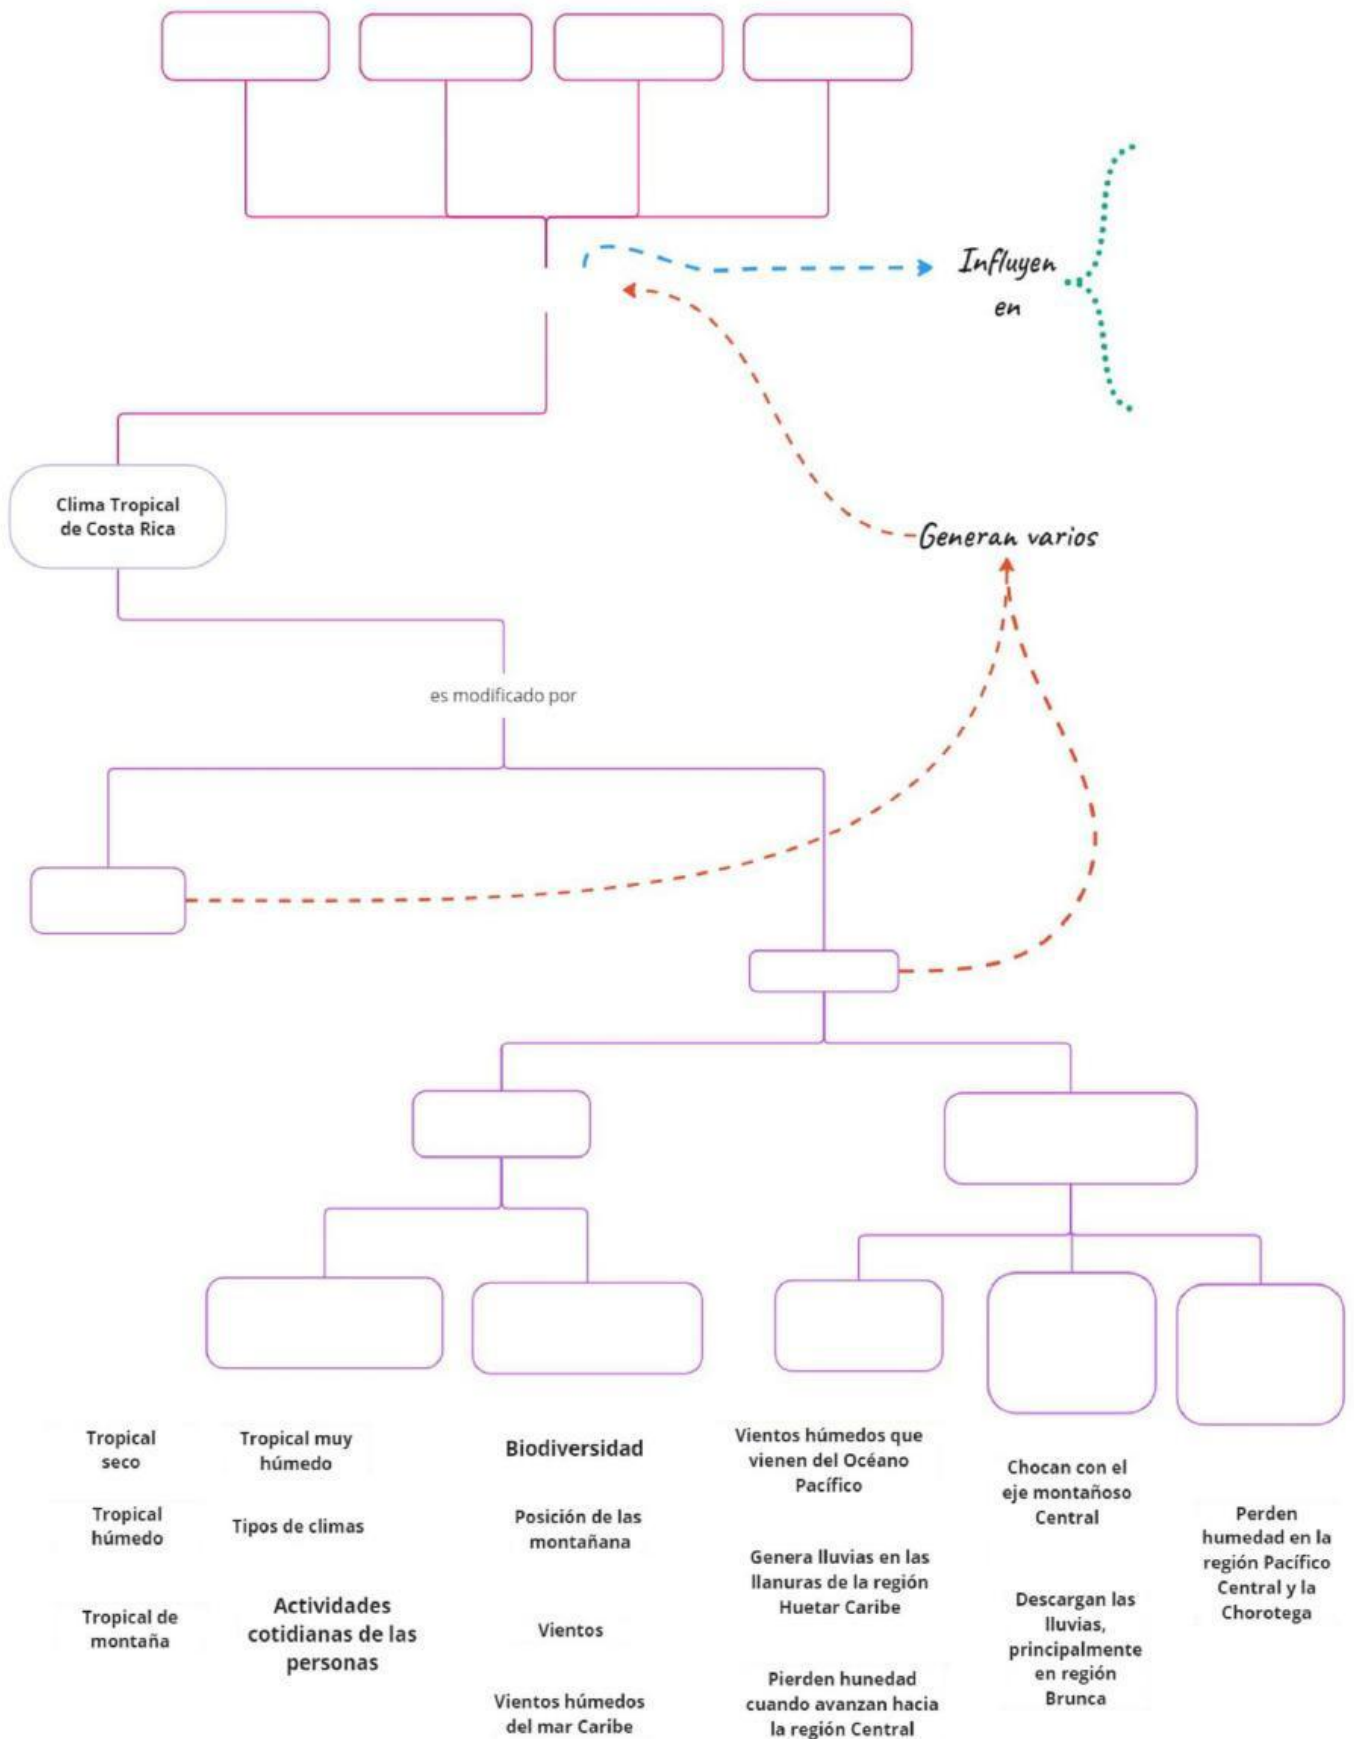 Influyen
en
Clima Tropical
de Costa Rica
Generan varios
es modificado por
Tropical
seco
Tropical muy
húmedo
Biodiversidad
Vientos húmedos que
vienen del Océano
Pacífico
Chocan con el
eje montañoso
Central
Tropical
húmedo
Tipos de climas
Posición de las
montañana
Perden
humedad en la
región Pacífico
Central y la
Chorotega
Genera lluvias en las
llanuras de la región
Huetar Caribe
Tropical de
montaña
Actividades
cotidianas de las
personas
Vientos
Descargan las
lluvias,
principalmente
en región
Brunca
Vientos húmedos
del mar Caribe
Pierden hunedad
cuando avanzan hacia
la región Central